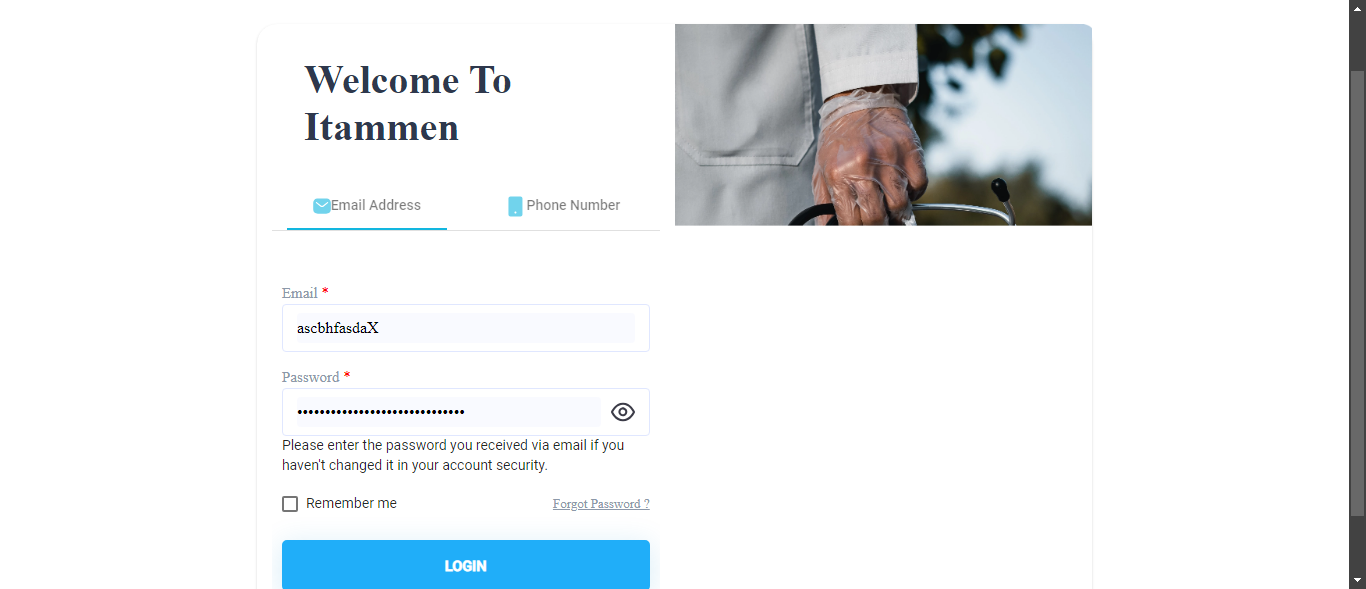 Welcome To
Itammen
Email Address
Phone Number
Email *
ascbhfasdaX
Password *
••••••••••••••••••••••••••••••
Please enter the password you received via email if you
haven't changed it in your account security.
Remember me
Forgot Password ?
LOGIN